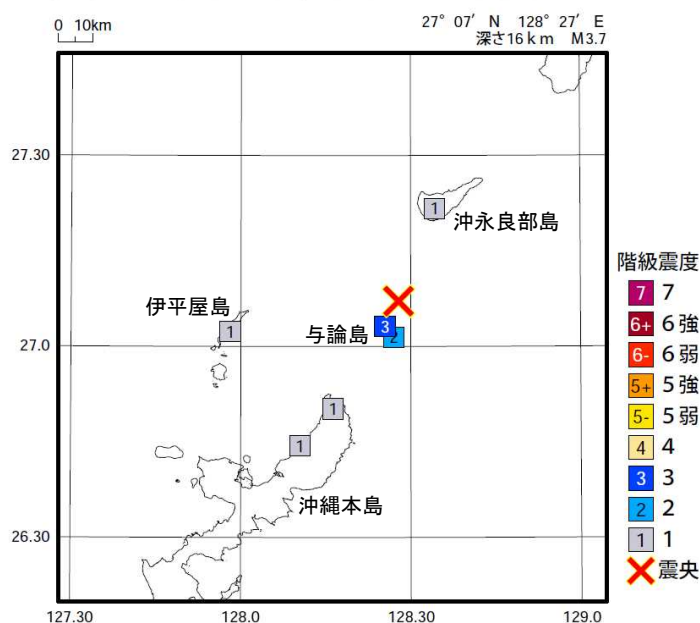 0 10km
27° 07′ N 128° 27′ E
深さ16km M3.7
27.30
1
沖永良部島
伊平屋島
1
与論島
3
2
27.0
1
1
沖縄本島
26.30
127.30
128.0
128.30
129.0
階級震度
7 7
6+ 6強
6- 6弱
5+ 5強
5- 5弱
4 4
3 3
2 2
1 1
震央